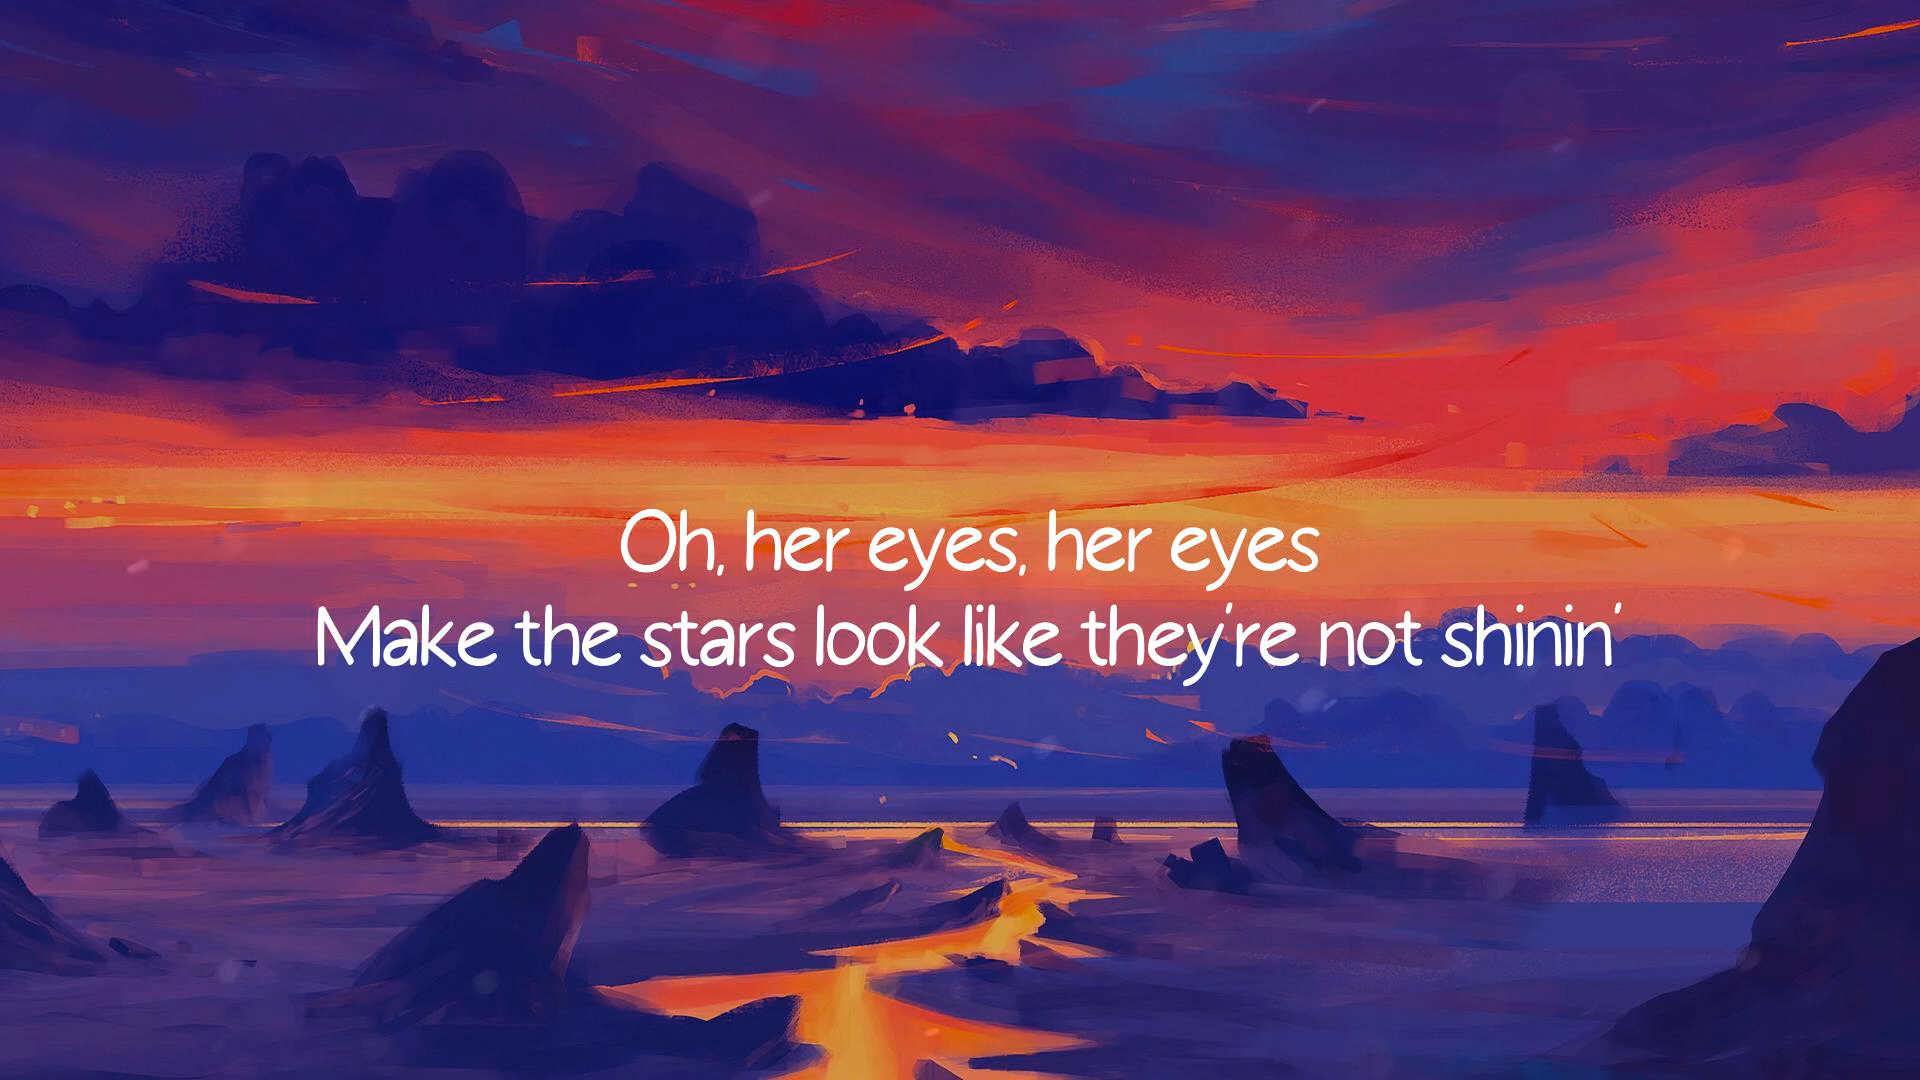 Oh, her eyes, her eyes
Make the stars look like they're not shinin'